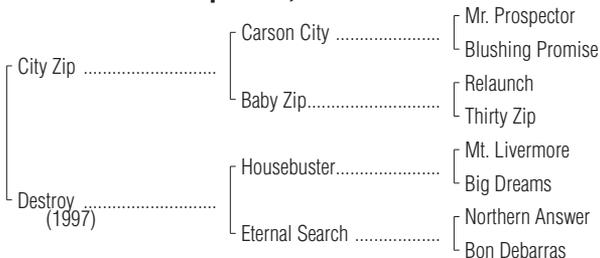 Mr. Prospector
Carson City ....................
Blushing Promise
City Zip .........................
Relaunch
Baby Zip.........................
Thirty Zip
Mt. Livermore
Housebuster....................
Big Dreams
Destroy .........................
(1997)
Northern Answer
Eternal Search ................
Bon Debarras